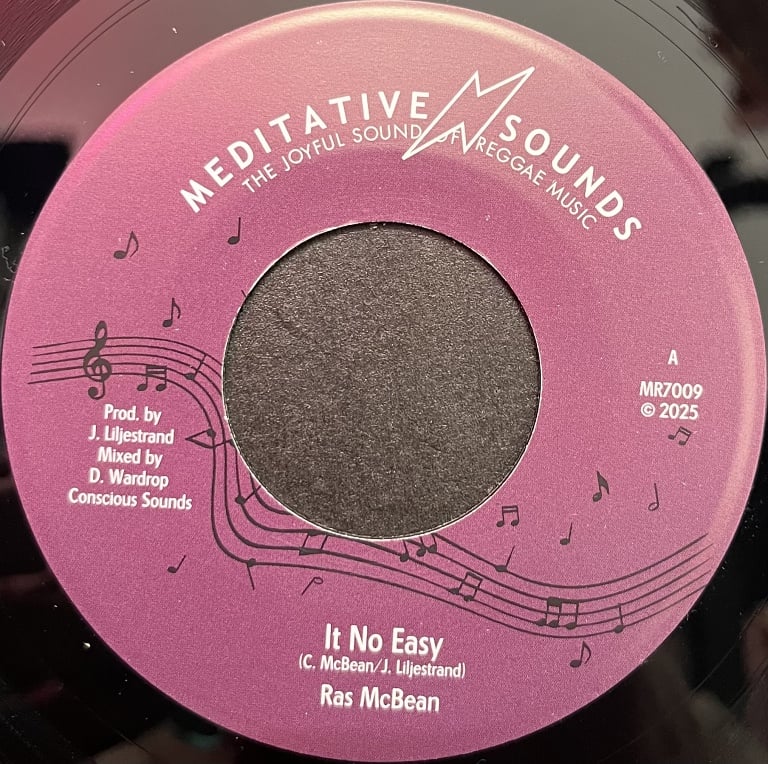 MEDITATIVE SOUNDS
THE JOYFUL SOUND OF REGGAE MUSIC
A
MR7009
© 2025
Prod. by
J. Liljestrand
Mixed by
D. Wardrop
Conscious Sounds
It No Easy
(C. McBean/J. Liljestrand)
Ras McBean